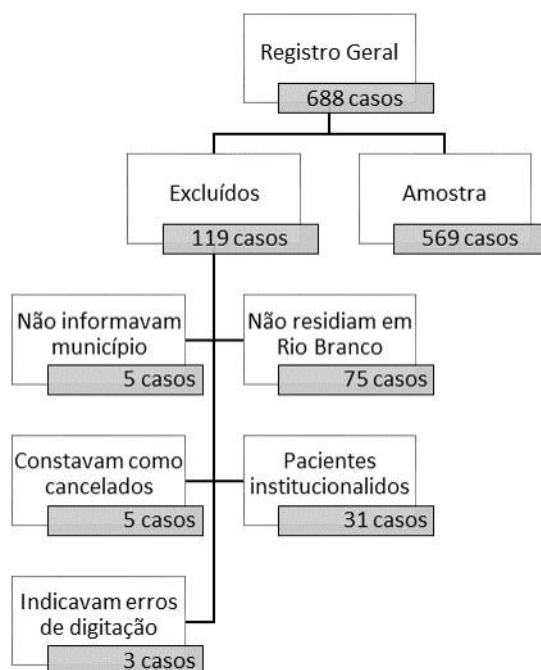 Registro Geral
688 casos
Excluídos
119 casos
Amostra
569 casos
Não informavam
município
5 casos
Não residiam em
Rio Branco
75 casos
Constavam como
cancelados
5 casos
Pacientes
institucionalidos
31 casos
Indicavam erros
de digitação
3 casos